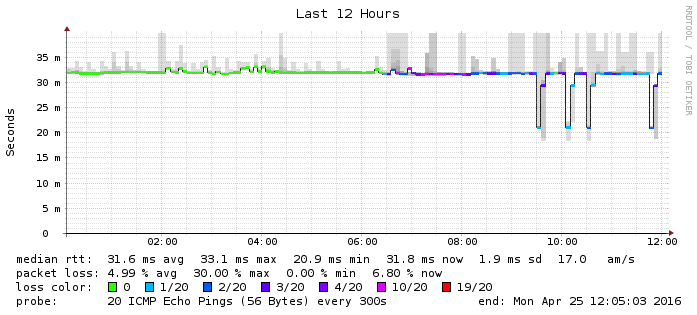 Last 12 Hours
RRDTOOL / TOBI OETIKER
Seconds
35 m
30 m
25 m
20 m
15 m
10 m
5 m
0
02:00 04:00 06:00 08:00 10:00 12:00
median rtt: 31.6 ms avg 33.1 ms max 20.9 ms min 31.8 ms now 1.9 ms sd 17.0 am/s
packet loss: 4.99 % avg 30.00 % max 0.00 % min 6.80 % now
loss color: 0 1/20 2/20 3/20 4/20 10/20 19/20
probe: 20 ICMP Echo Pings (56 Bytes) every 300s end: Mon Apr 25 12:05:03 2016